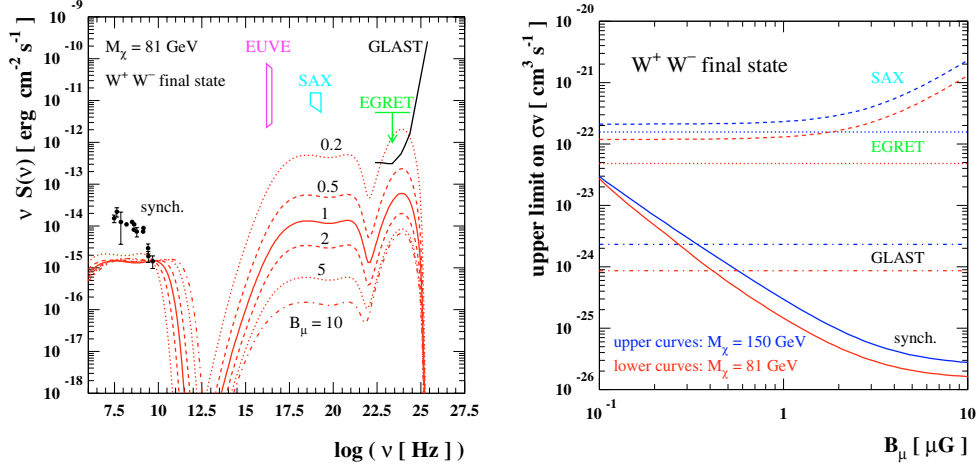 ν S(ν) [ erg cm⁻² s⁻¹ ]
10⁻⁹
10⁻¹⁰
10⁻¹¹
10⁻¹²
10⁻¹³
10⁻¹⁴
10⁻¹⁵
10⁻¹⁶
10⁻¹⁷
10⁻¹⁸
M_χ = 81 GeV
W⁺ W⁻ final state
EUVE
SAX
GLAST
EGRET
0.2
0.5
1
2
5
B_μ = 10
synch.
7.5 10 12.5 15 17.5 20 22.5 25 27.5
log ( ν [ Hz ] )
upper limit on σv [ cm³ s⁻¹ ]
10⁻²⁰
10⁻²¹
10⁻²²
10⁻²³
10⁻²⁴
10⁻²⁵
10⁻²⁶
W⁺ W⁻ final state
SAX
EGRET
GLAST
synch.
upper curves: M_χ = 150 GeV
lower curves: M_χ = 81 GeV
10⁻¹ 1 10
B_μ [ μG ]